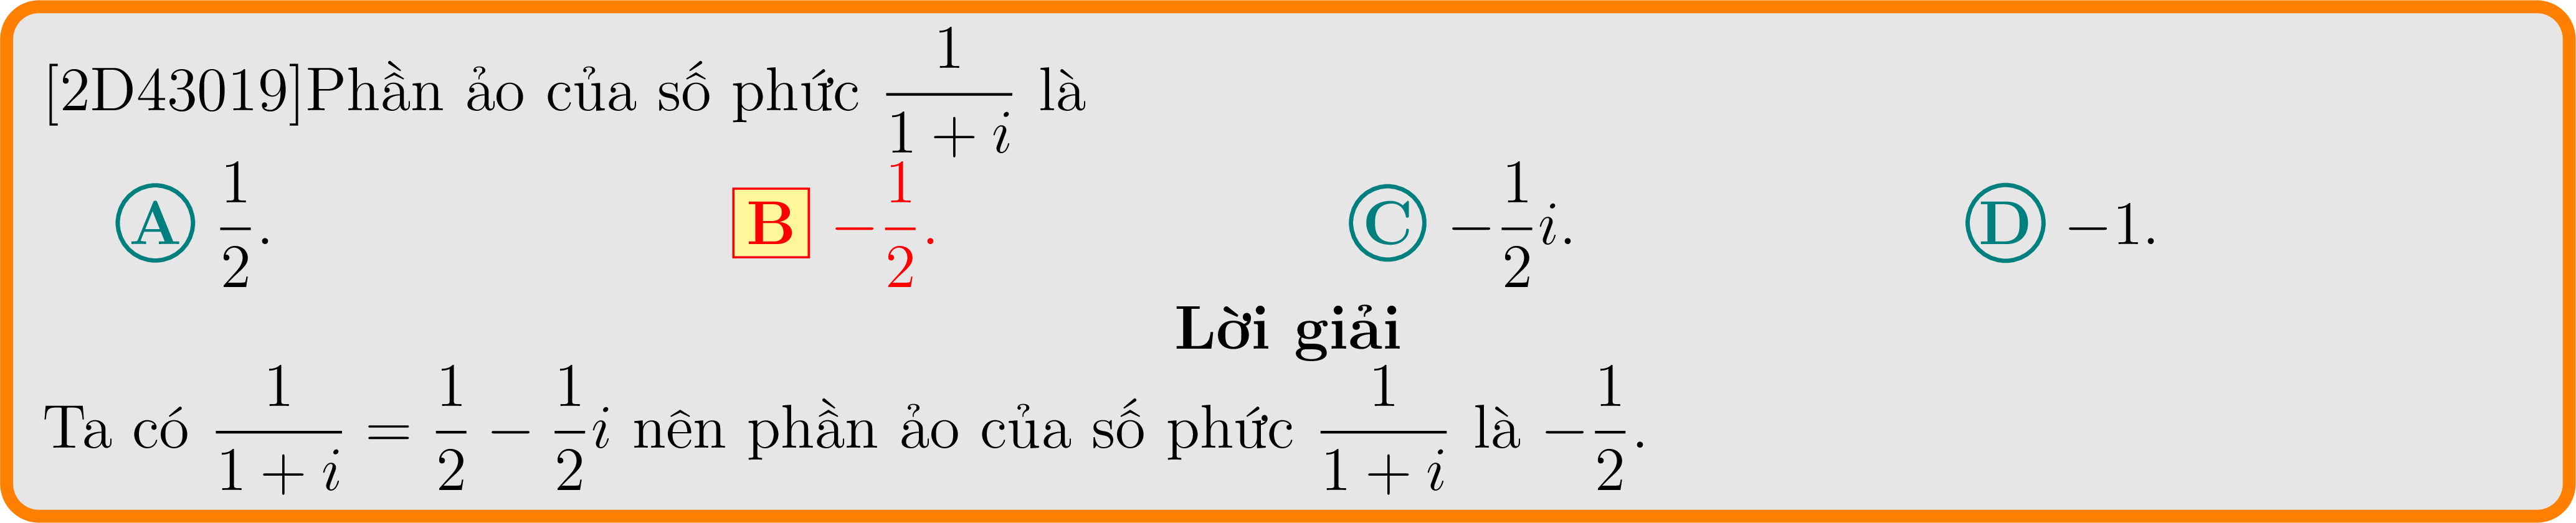 [2D43019]Phần ảo của số phức \frac{1}{1+i} là
A \frac{1}{2}. B -\frac{1}{2}. C -\frac{1}{2}i. D -1.
Lời giải
Ta có \frac{1}{1+i} = \frac{1}{2} - \frac{1}{2}i nên phần ảo của số phức \frac{1}{1+i} là -\frac{1}{2}.